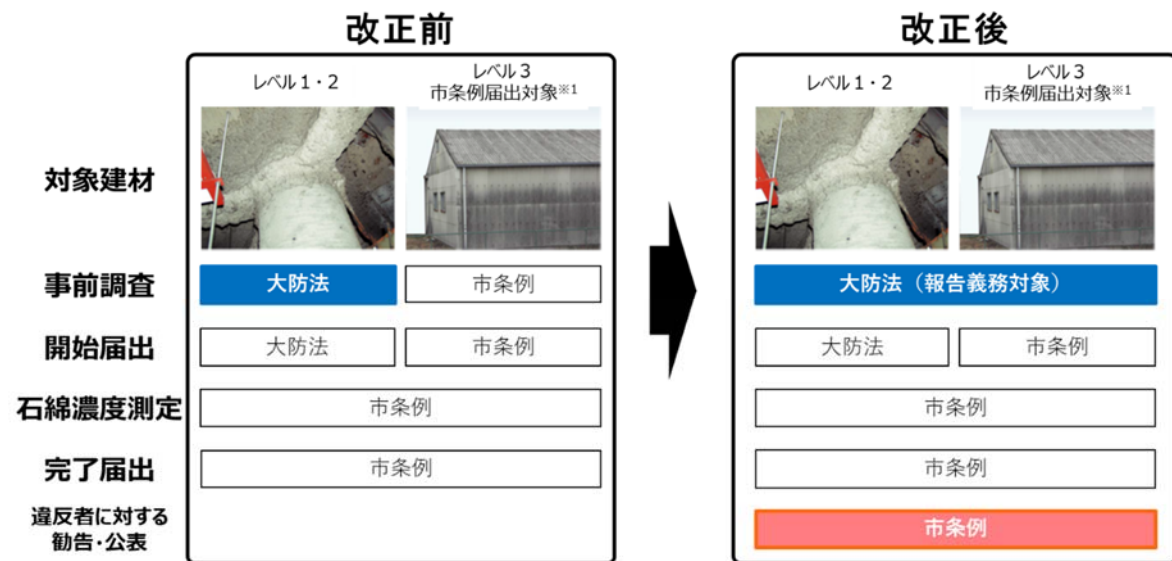 改正前
改正後
レベル1・2
レベル3
市条例届出対象※1
レベル1・2
レベル3
市条例届出対象※1
対象建材
事前調査
大防法
市条例
大防法（報告義務対象）
開始届出
大防法
市条例
大防法
市条例
石綿濃度測定
市条例
市条例
完了届出
市条例
市条例
違反者に対する
勧告・公表
市条例